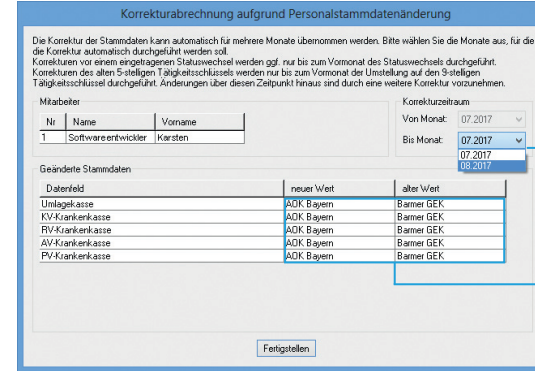 Korrekturabrechnung aufgrund Personalstammdatenänderung
Die Korrektur der Stammdaten kann automatisch für mehrere Monate übernommen werden. Bitte wählen Sie die Monate aus, für die
die Korrektur automatisch durchgeführt werden soll.
Korrekturen vor einem eingetragenen Statuswechsel werden ggf. nur bis zum Vormonat des Statuswechsels durchgeführt.
Korrekturen des alten 5-stelligen Tätigkeitsschlüssels werden nur bis zum Vormonat der Umstellung auf den 9-stelligen
Tätigkeitsschlüssel durchgeführt. Änderungen über diesen Zeitpunkt hinaus sind durch eine weitere Korrektur vorzunehmen.
Mitarbeiter
Nr Name Vorname
1 Softwareentwickler Karsten
Korrekturzeitraum
Von Monat: 07.2017
Bis Monat: 07.2017
07.2017
08.2017
Geänderte Stammdaten
Datenfeld neuer Wert alter Wert
Umlagekasse AOK Bayern Barmer GEK
KV-Krankenkasse AOK Bayern Barmer GEK
RV-Krankenkasse AOK Bayern Barmer GEK
AV-Krankenkasse AOK Bayern Barmer GEK
PV-Krankenkasse AOK Bayern Barmer GEK
Fertigstellen